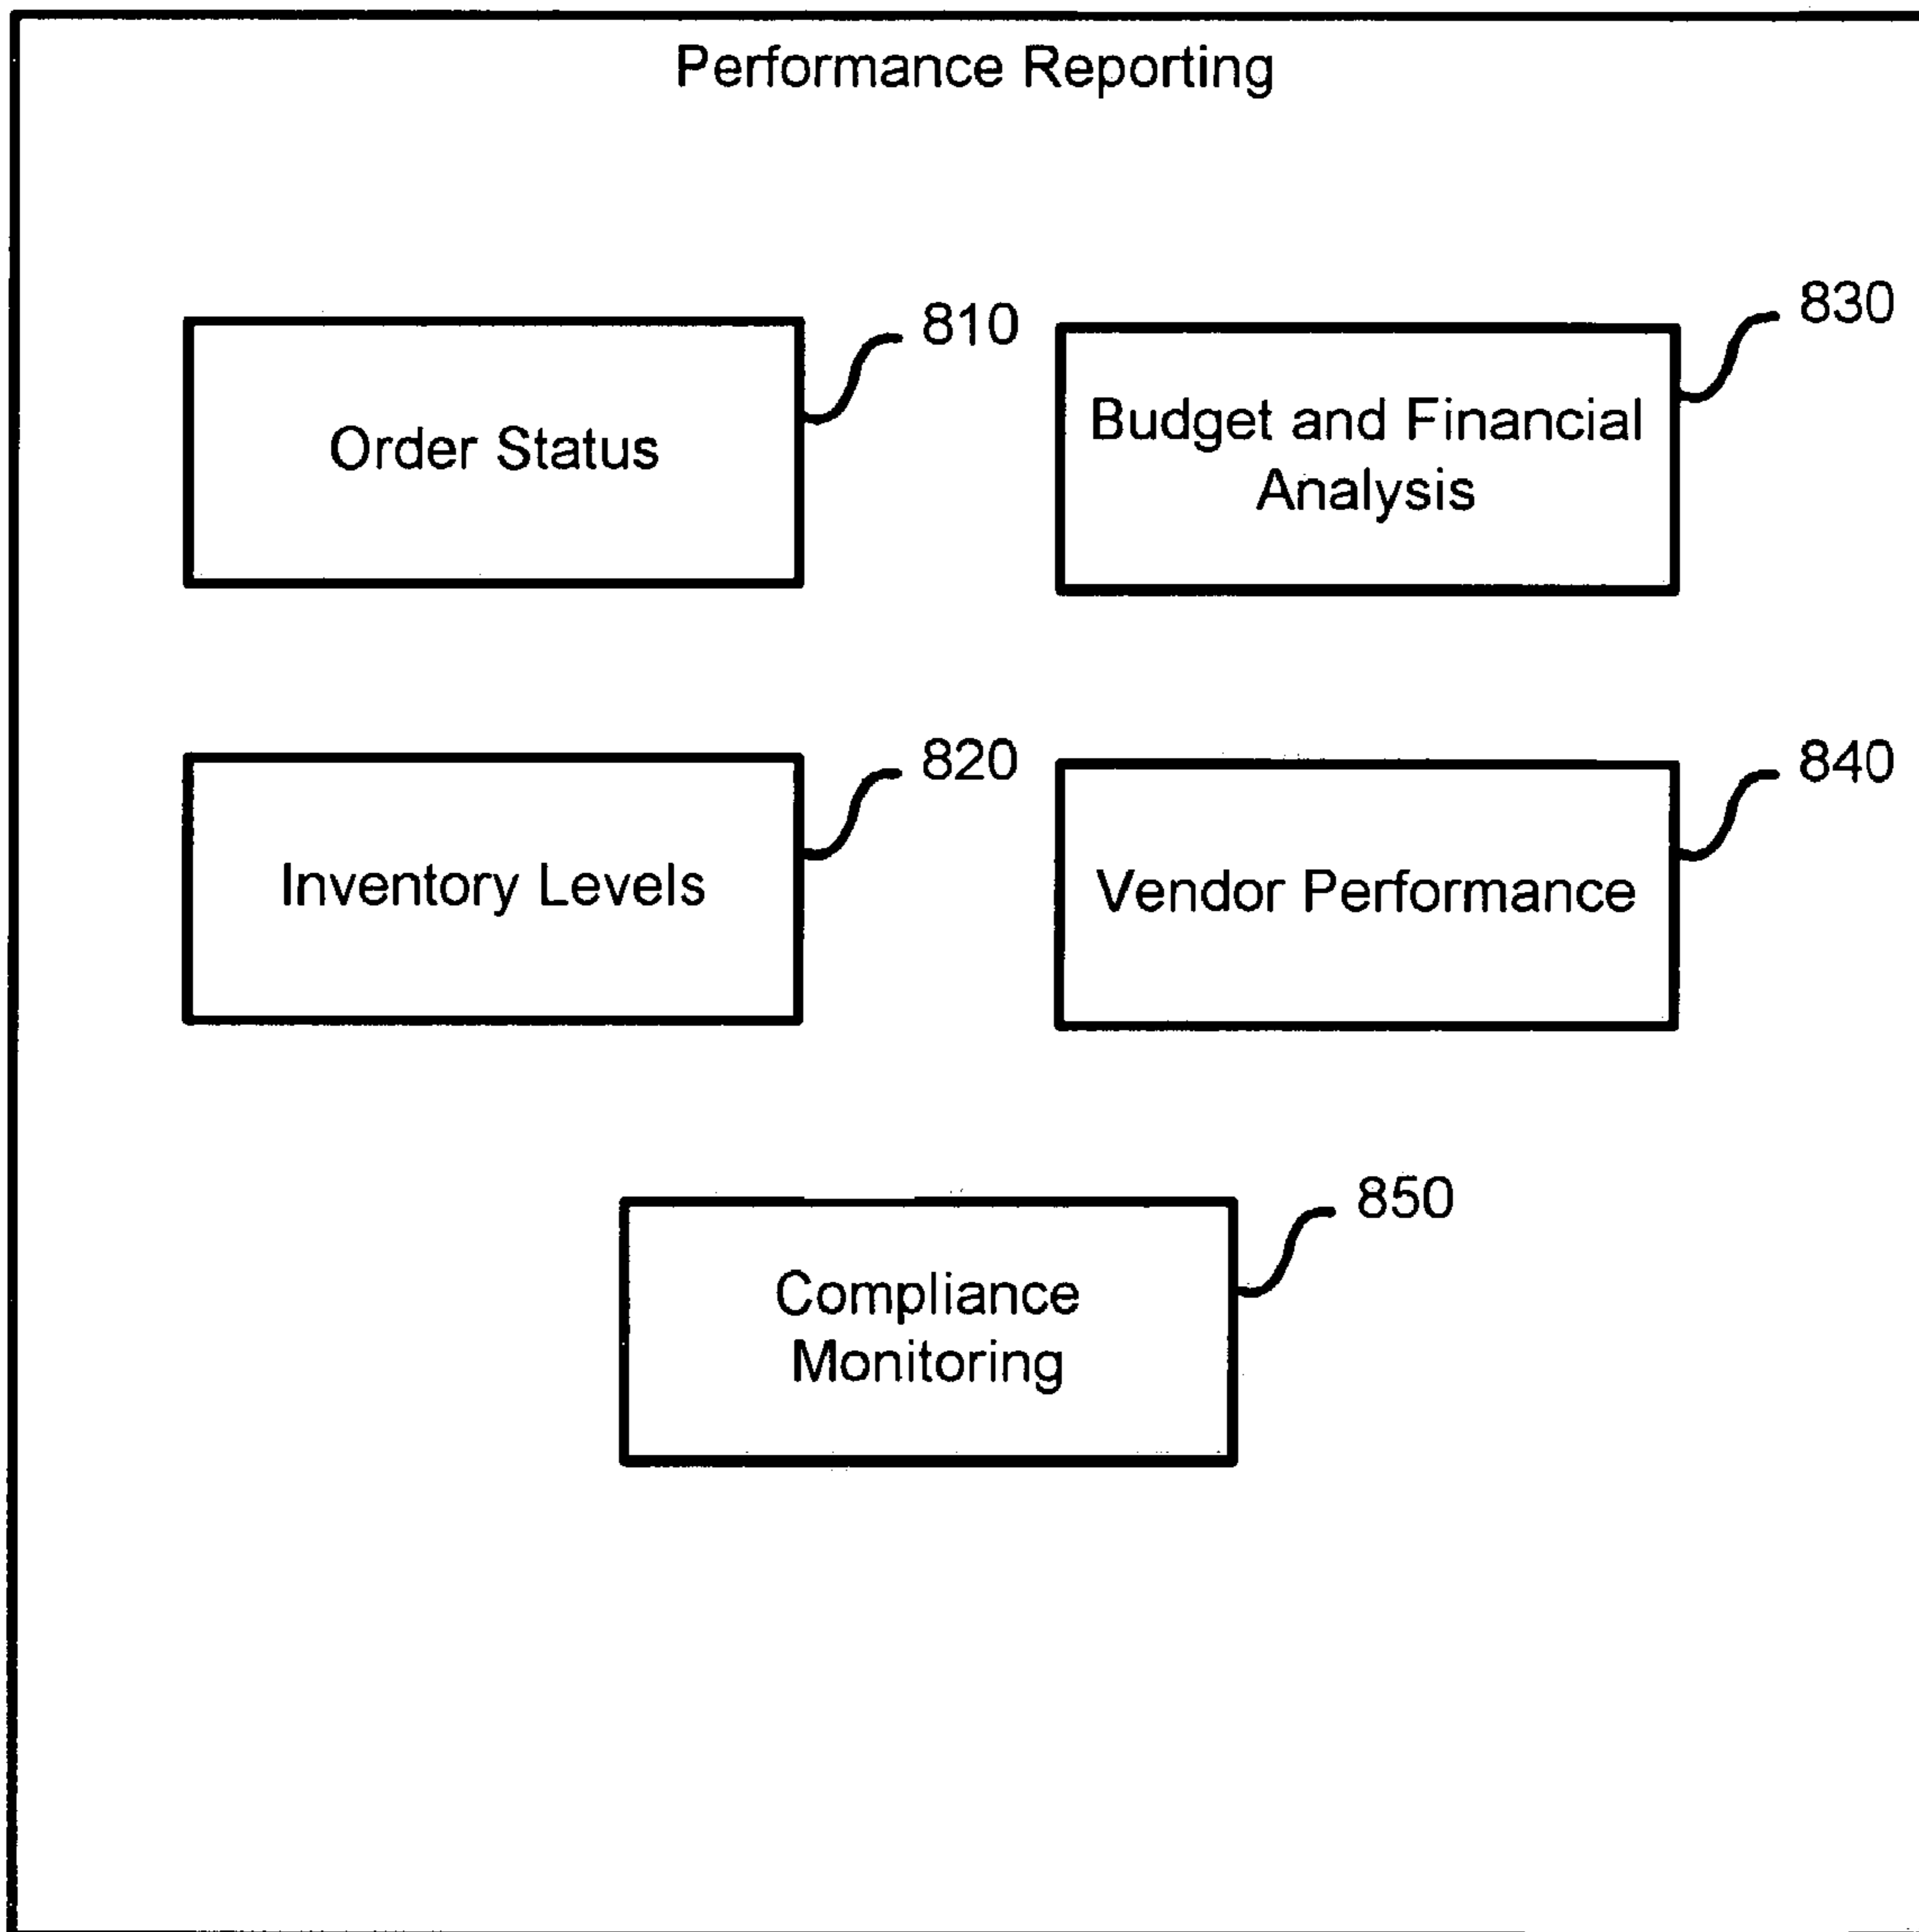 Performance Reporting
810
Order Status
830
Budget and Financial
Analysis
820
Inventory Levels
840
Vendor Performance
850
Compliance
Monitoring